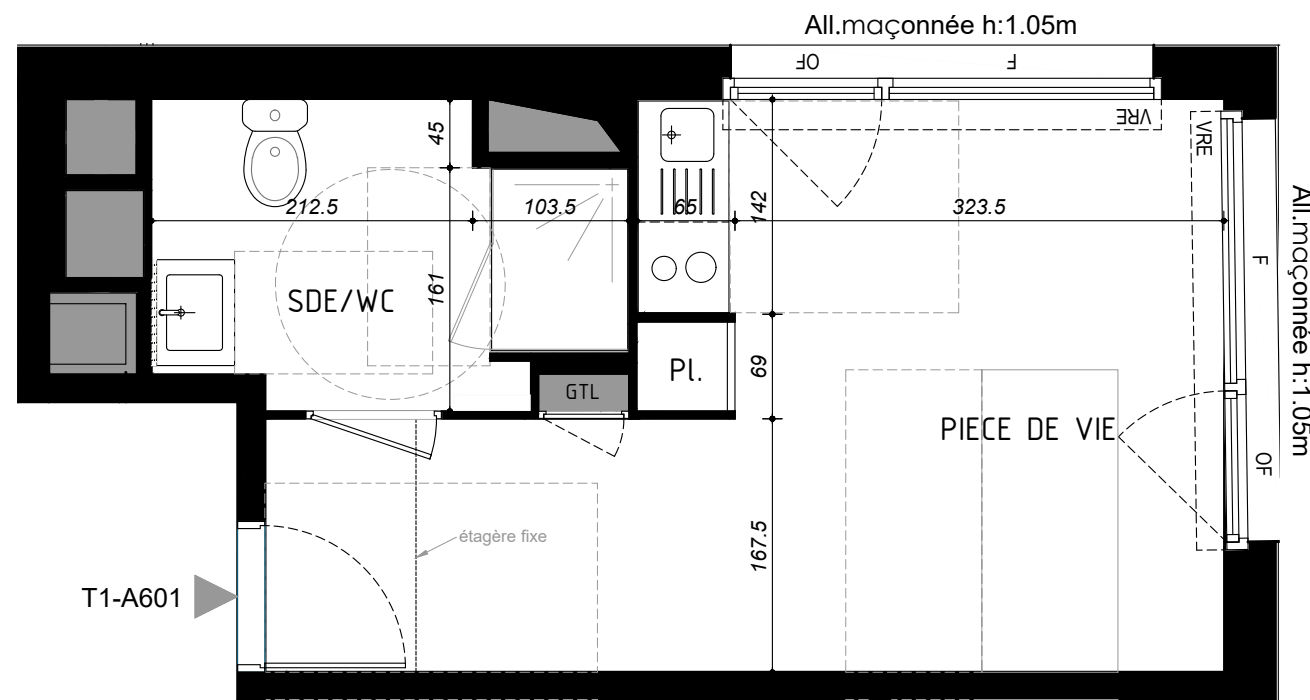 All.maçonnée h:1.05m
OF
F
VRE
VRE
45
212.5
103.5
65
142
323.5
All.maçonnée h:1.05m
F
SDE/WC
161
Pl.
69
GTL
PIECE DE VIE
OF
étagère fixe
167.5
T1-A601